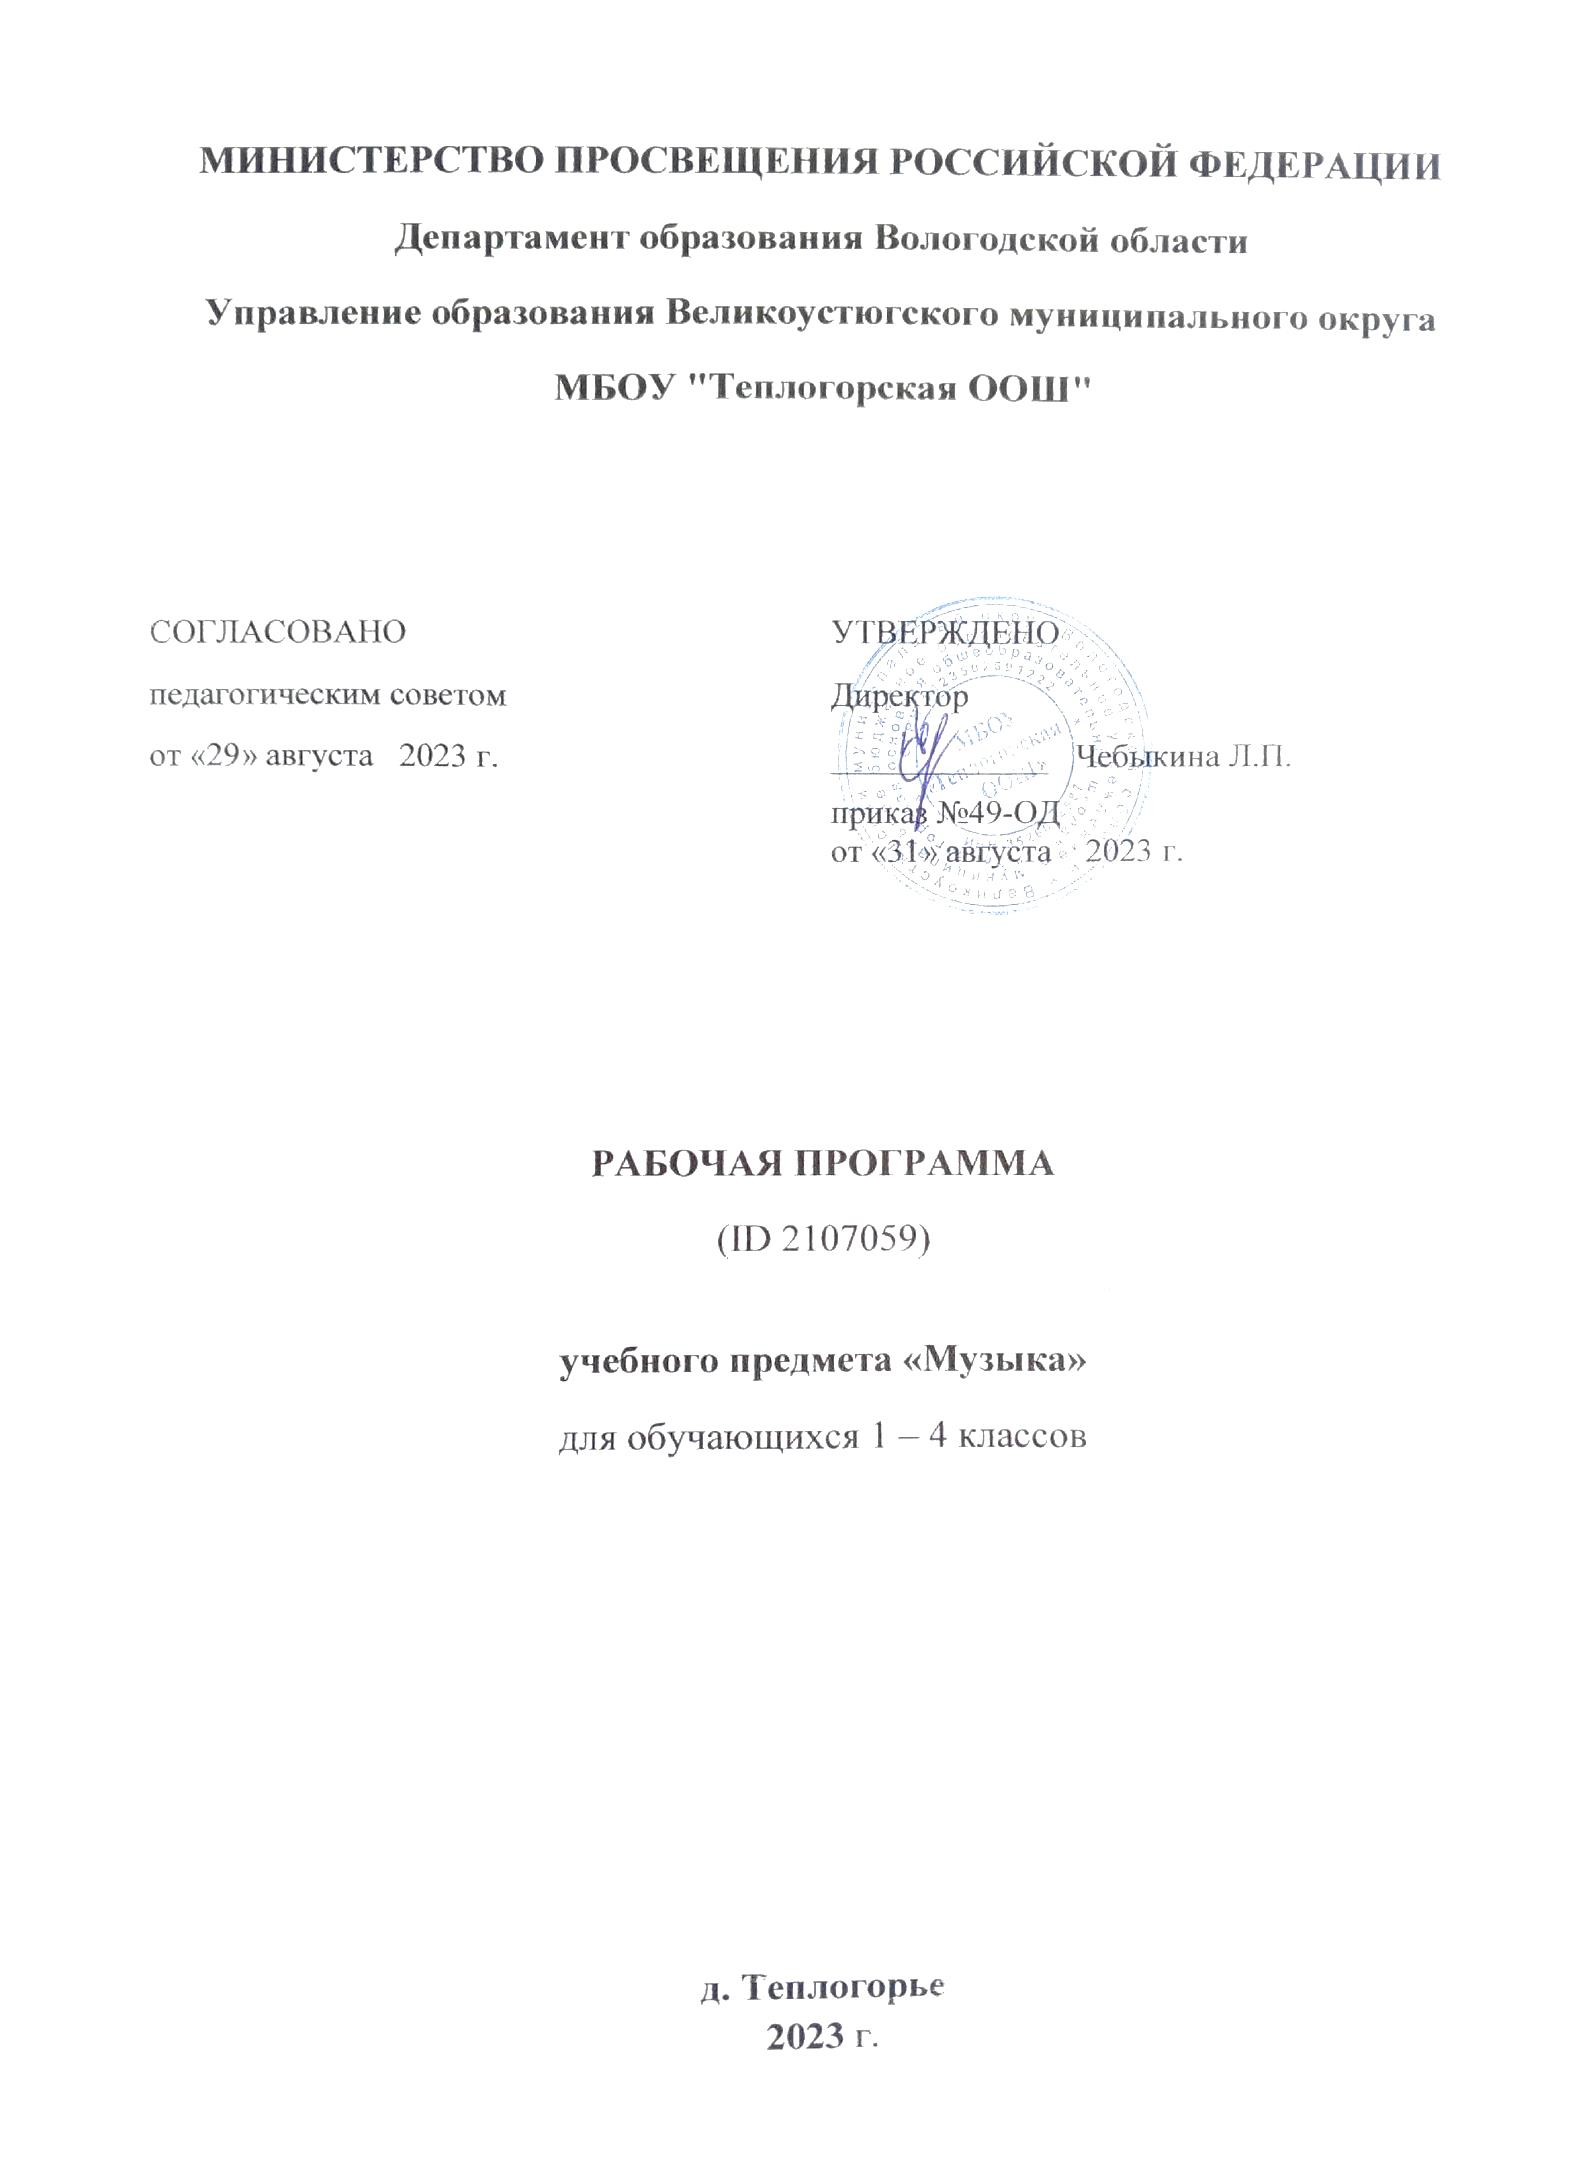 МИНИСТЕРСТВО ПРОСВЕЩЕНИЯ РОССИЙСКОЙ ФЕДЕРАЦИИ
Департамент образования Вологодской области
Управление образования Великоустюгского муниципального округа
МБОУ "Теплогорская ООШ"
СОГЛАСОВАНО
педагогическим советом
от «29» августа 2023 г.
УТВЕРЖДЕНО
Директор
Чебыкина Л.П.
приказ №49-ОД
от «31» августа 2023 г.
РАБОЧАЯ ПРОГРАММА
(ID 2107059)
учебного предмета «Музыка»
для обучающихся 1 – 4 классов
д. Теплогорье
2023 г.